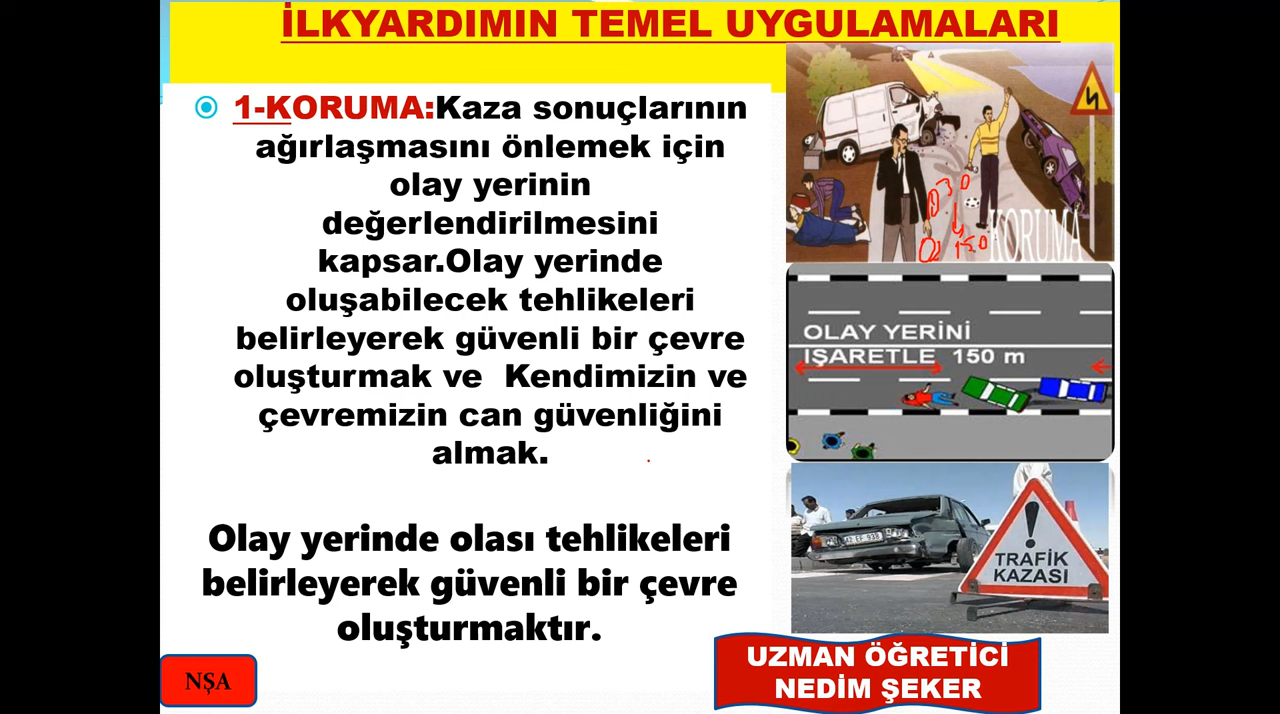 İLKYARDIMIN TEMEL UYGULAMALARI
1-KORUMA:Kaza sonuçlarının
ağırlaşmasını önlemek için
olay yerinin
değerlendirilmesini
kapsar.Olay yerinde
oluşabilecek tehlikeleri
belirleyerek güvenli bir çevre
oluşturmak ve  Kendimizin ve
çevremizin can güvenliğini
almak.
Olay yerinde olası tehlikeleri
belirleyerek güvenli bir çevre
oluşturmaktır.
NŞA
KORUMA
OLAY YERİNİ
IŞARETLE 150 m
TRAFİK
KAZASI
UZMAN ÖĞRETİCİ
NEDİM ŞEKER